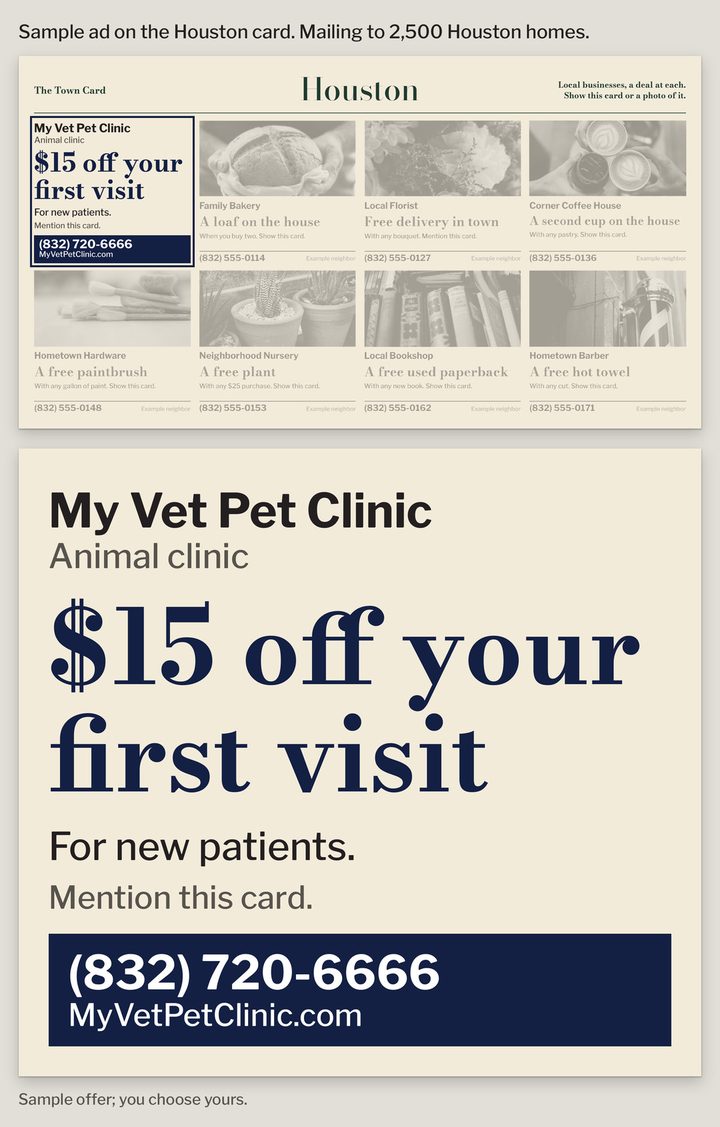 Sample ad on the Houston card. Mailing to 2,500 Houston homes.
The Town Card
Houston
Local businesses, a deal at each.
Show this card or a photo of it.
My Vet Pet Clinic
Animal clinic
$15 off your
first visit
For new patients.
Mention this card.
(832) 720-6666
MyVetPetClinic.com
Family Bakery
A loaf on the house
When you buy two. Show this card.
(832) 555-0114 Example neighbor
Local Florist
Free delivery in town
With any bouquet. Mention this card.
(832) 555-0127 Example neighbor
Corner Coffee House
A second cup on the house
With any pastry. Show this card.
(832) 555-0136 Example neighbor
Hometown Hardware
A free paintbrush
With any gallon of paint. Show this card.
(832) 555-0148 Example neighbor
Neighborhood Nursery
A free plant
With any $25 purchase. Show this card.
(832) 555-0153 Example neighbor
Local Bookshop
A free used paperback
With any new book. Show this card.
(832) 555-0162 Example neighbor
Hometown Barber
A free hot towel
With any cut. Show this card.
(832) 555-0171 Example neighbor
My Vet Pet Clinic
Animal clinic
$15 off your
first visit
For new patients.
Mention this card.
(832) 720-6666
MyVetPetClinic.com
Sample offer; you choose yours.